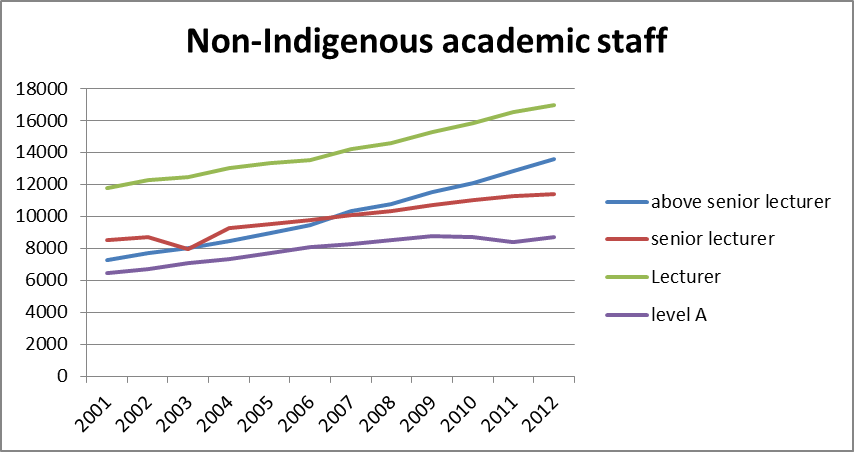 Non-Indigenous academic staff
18000
16000
14000
12000
10000
8000
6000
4000
2000
0
2001 2002 2003 2004 2005 2006 2007 2008 2009 2010 2011 2012
above senior lecturer
senior lecturer
Lecturer
level A